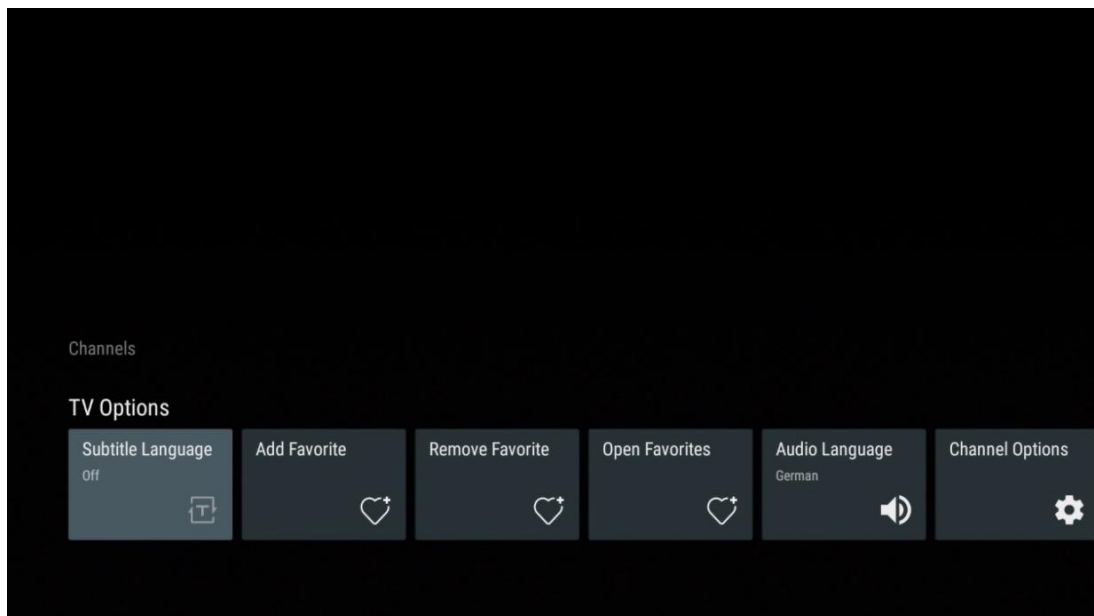 Channels
TV Options
Subtitle Language
Off
Add Favorite
Remove Favorite
Open Favorites
Audio Language
German
Channel Options